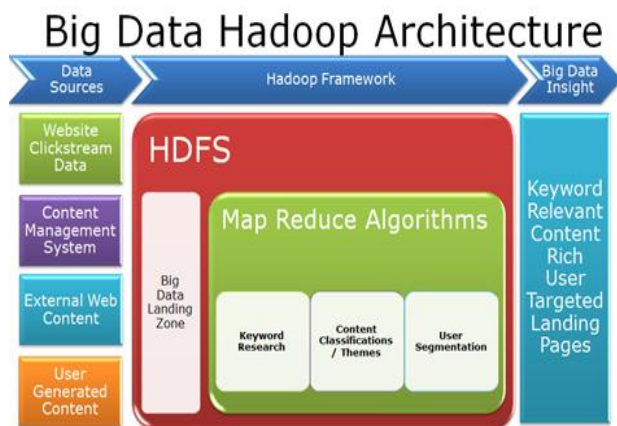 Big Data Hadoop Architecture
Data
Sources
Hadoop Framework
Big Data
Insight
Website
Clickstream
Data
Content
Management
System
External Web
Content
User
Generated
Content
HDFS
Big
Data
Landing
Zone
Map Reduce Algorithms
Keyword
Research
Content
Classifications
/ Themes
User
Segmentation
Keyword
Relevant
Content
Rich
User
Targeted
Landing
Pages